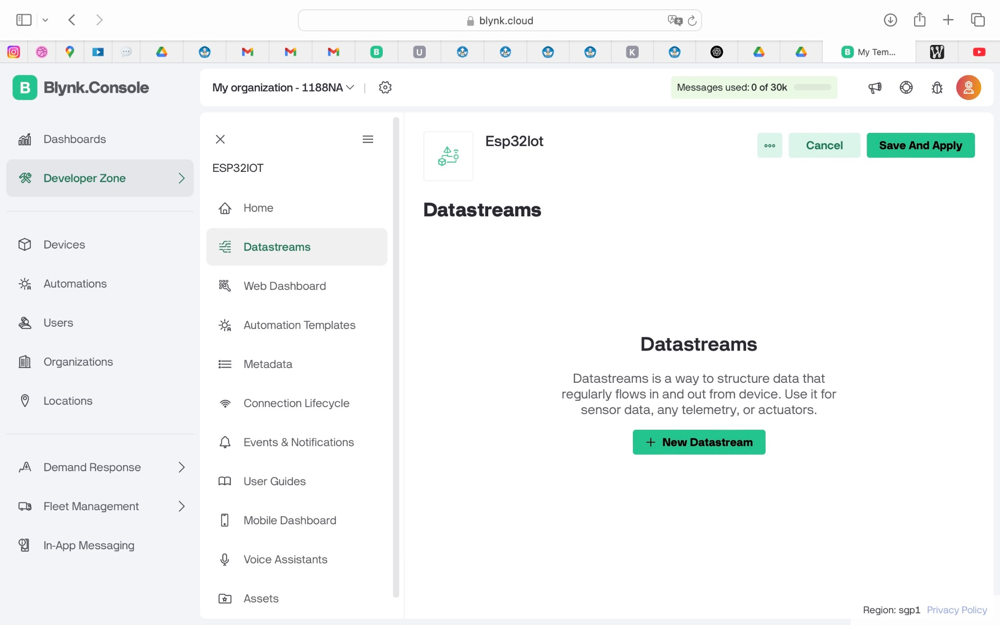 blynk.cloud
B My Tem...
B Blynk.Console
My organization - 1188NA
Messages used: 0 of 30k
Dashboards
Developer Zone
Devices
Automations
Users
Organizations
Locations
Demand Response
Fleet Management
In-App Messaging
ESP32IOT
Home
Datastreams
Web Dashboard
Automation Templates
Metadata
Connection Lifecycle
Events & Notifications
User Guides
Mobile Dashboard
Voice Assistants
Assets
Esp32Iot
Cancel
Save And Apply
Datastreams
Datastreams
Datastreams is a way to structure data that
regularly flows in and out from device. Use it for
sensor data, any telemetry, or actuators.
New Datastream
Region: sgp1 Privacy Policy